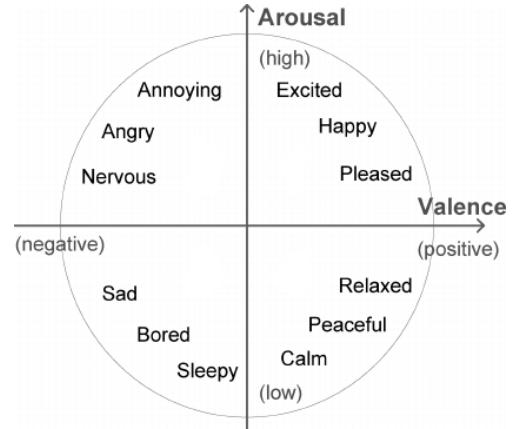 Arousal
(high)
Annoying
Excited
Angry
Happy
Nervous
Pleased
Valence
(negative)
(positive)
Sad
Relaxed
Bored
Peaceful
Sleepy
Calm
(low)